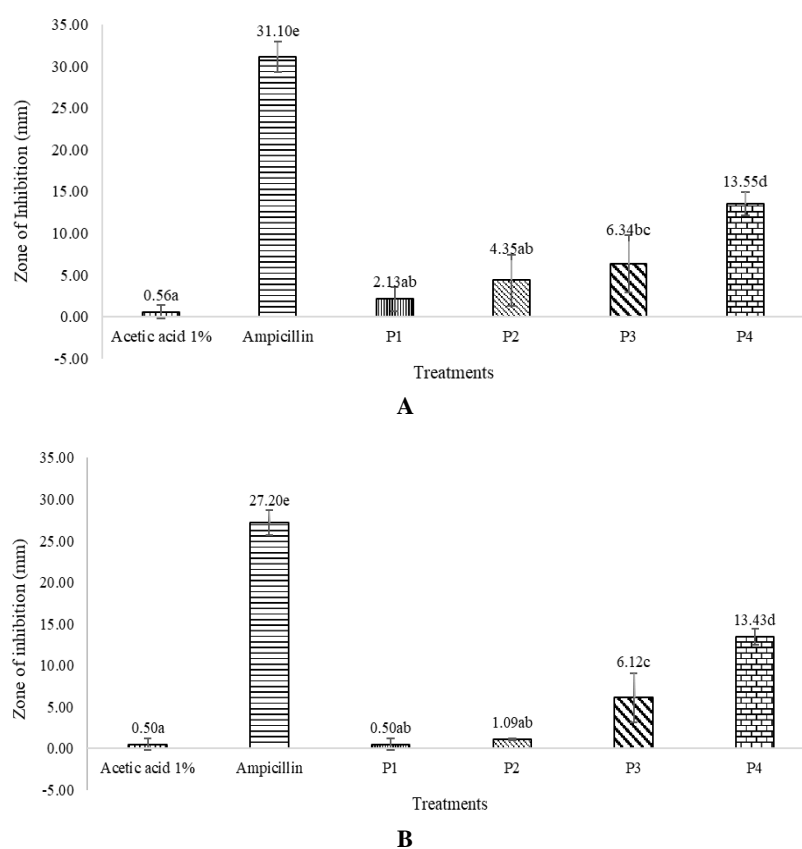 35.00
30.00
25.00
20.00
15.00
10.00
5.00
0.00
-5.00
Zone of Inhibition (mm)
0.56a
31.10e
2.13ab
4.35ab
6.34bc
13.55d
Acetic acid 1% Ampicillin P1 P2 P3 P4
Treatments
A
35.00
30.00
25.00
20.00
15.00
10.00
5.00
0.00
-5.00
Zone of inhibition (mm)
0.50a
27.20e
0.50ab
1.09ab
6.12c
13.43d
Acetic acid 1% Ampicillin P1 P2 P3 P4
Treatments
B